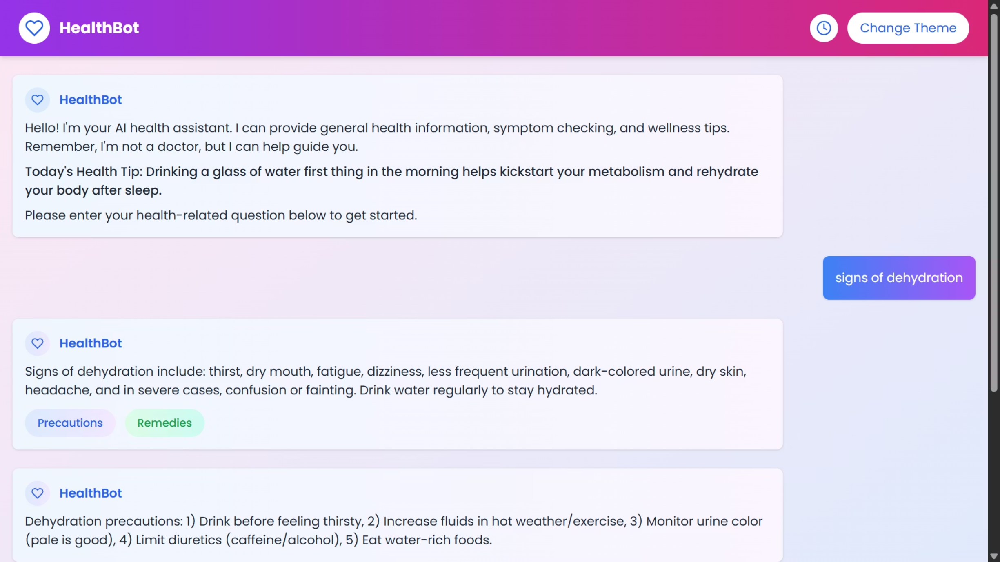 HealthBot
Change Theme
HealthBot
Hello! I'm your AI health assistant. I can provide general health information, symptom checking, and wellness tips.
Remember, I'm not a doctor, but I can help guide you.
Today's Health Tip: Drinking a glass of water first thing in the morning helps kickstart your metabolism and rehydrate
your body after sleep.
Please enter your health-related question below to get started.
signs of dehydration
HealthBot
Signs of dehydration include: thirst, dry mouth, fatigue, dizziness, less frequent urination, dark-colored urine, dry skin,
headache, and in severe cases, confusion or fainting. Drink water regularly to stay hydrated.
Precautions
Remedies
HealthBot
Dehydration precautions: 1) Drink before feeling thirsty, 2) Increase fluids in hot weather/exercise, 3) Monitor urine color
(pale is good), 4) Limit diuretics (caffeine/alcohol), 5) Eat water-rich foods.